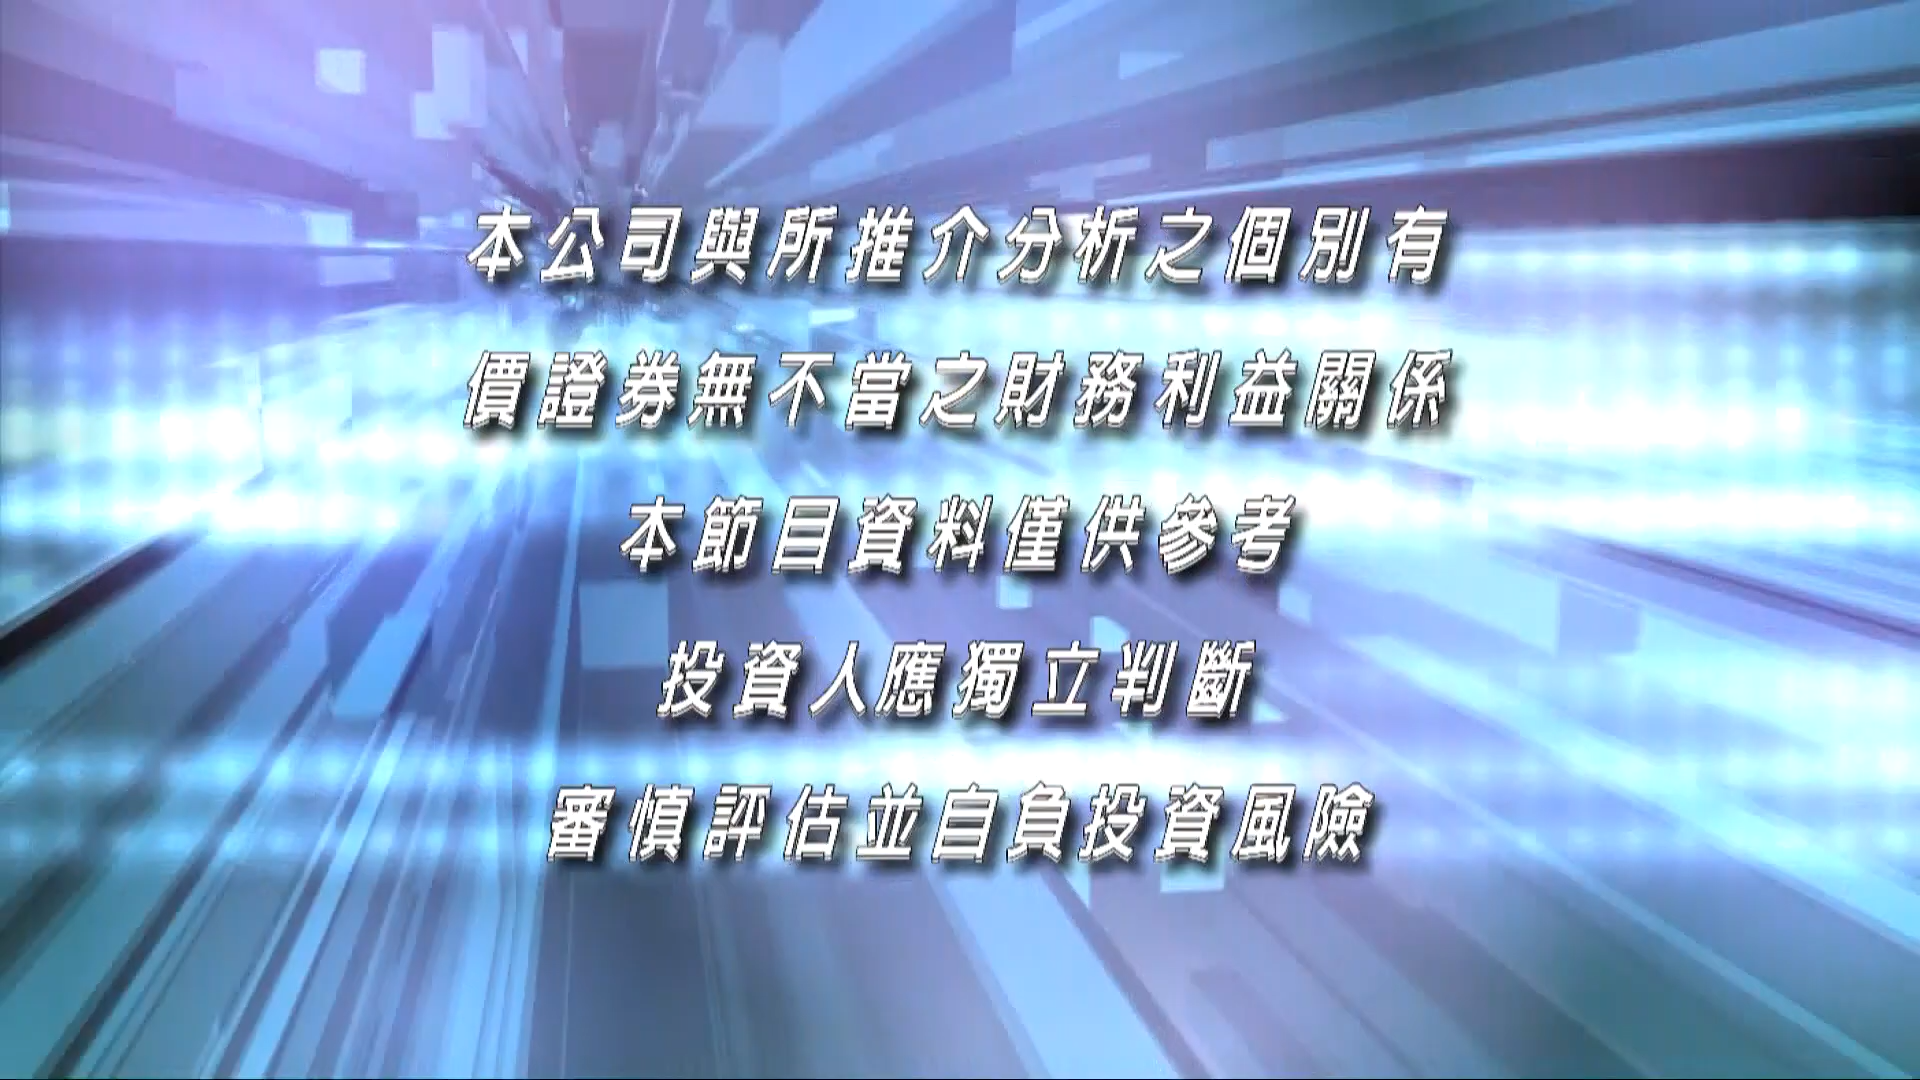 本公司與所推介分析之個別有
價證券無不當之財務利益關係
本節目資料僅供參考
投資人應獨立判斷
審慎評估並自負投資風險